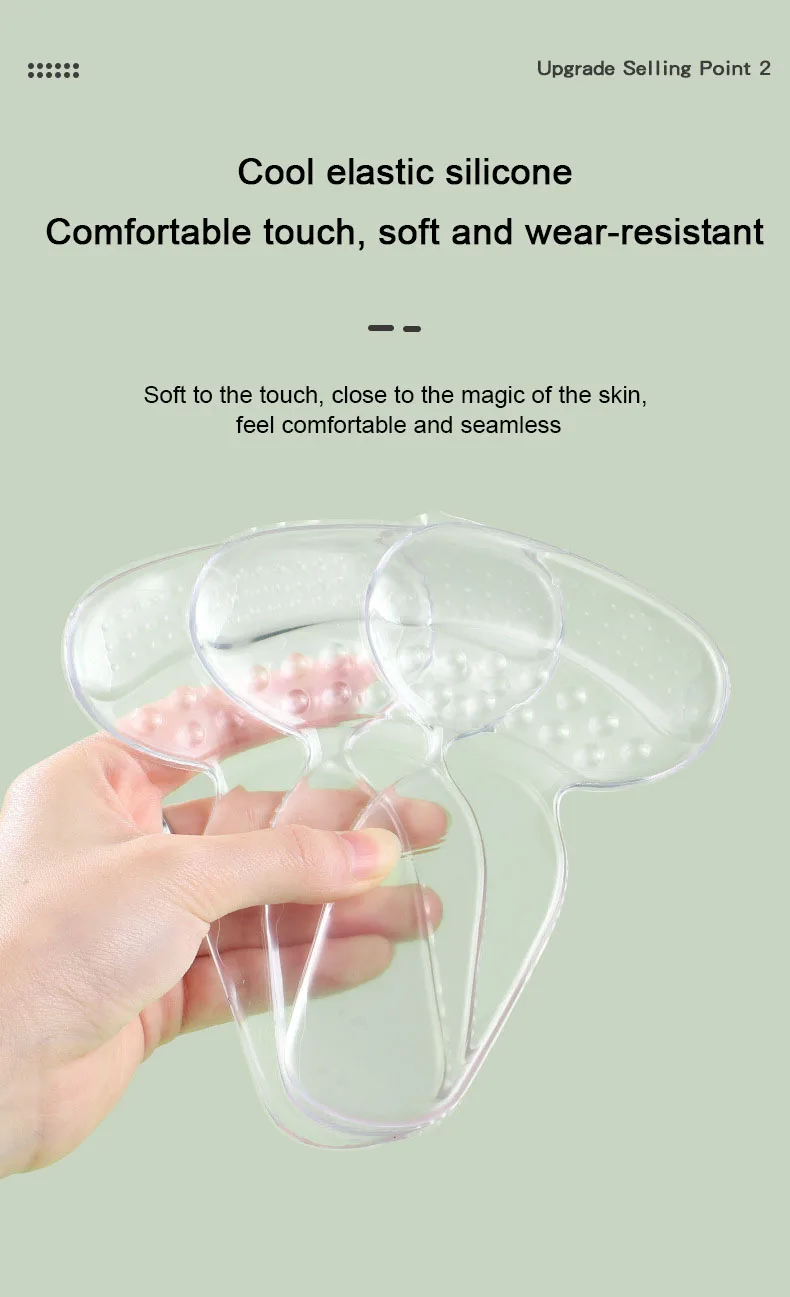 Upgrade Selling Point 2
Cool elastic silicone
Comfortable touch, soft and wear-resistant
Soft to the touch, close to the magic of the skin,
feel comfortable and seamless